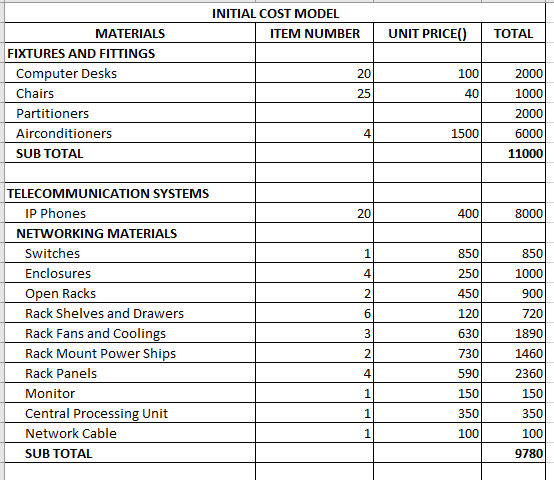 INITIAL COST MODEL
MATERIALS ITEM NUMBER UNIT PRICE() TOTAL
FIXTURES AND FITTINGS
Computer Desks 20 100 2000
Chairs 25 40 1000
Partitioners 2000
Airconditioners 4 1500 6000
SUB TOTAL 11000
TELECOMMUNICATION SYSTEMS
IP Phones 20 400 8000
NETWORKING MATERIALS
Switches 1 850 850
Enclosures 4 250 1000
Open Racks 2 450 900
Rack Shelves and Drawers 6 120 720
Rack Fans and Coolings 3 630 1890
Rack Mount Power Ships 2 730 1460
Rack Panels 4 590 2360
Monitor 1 150 150
Central Processing Unit 1 350 350
Network Cable 1 100 100
SUB TOTAL 9780